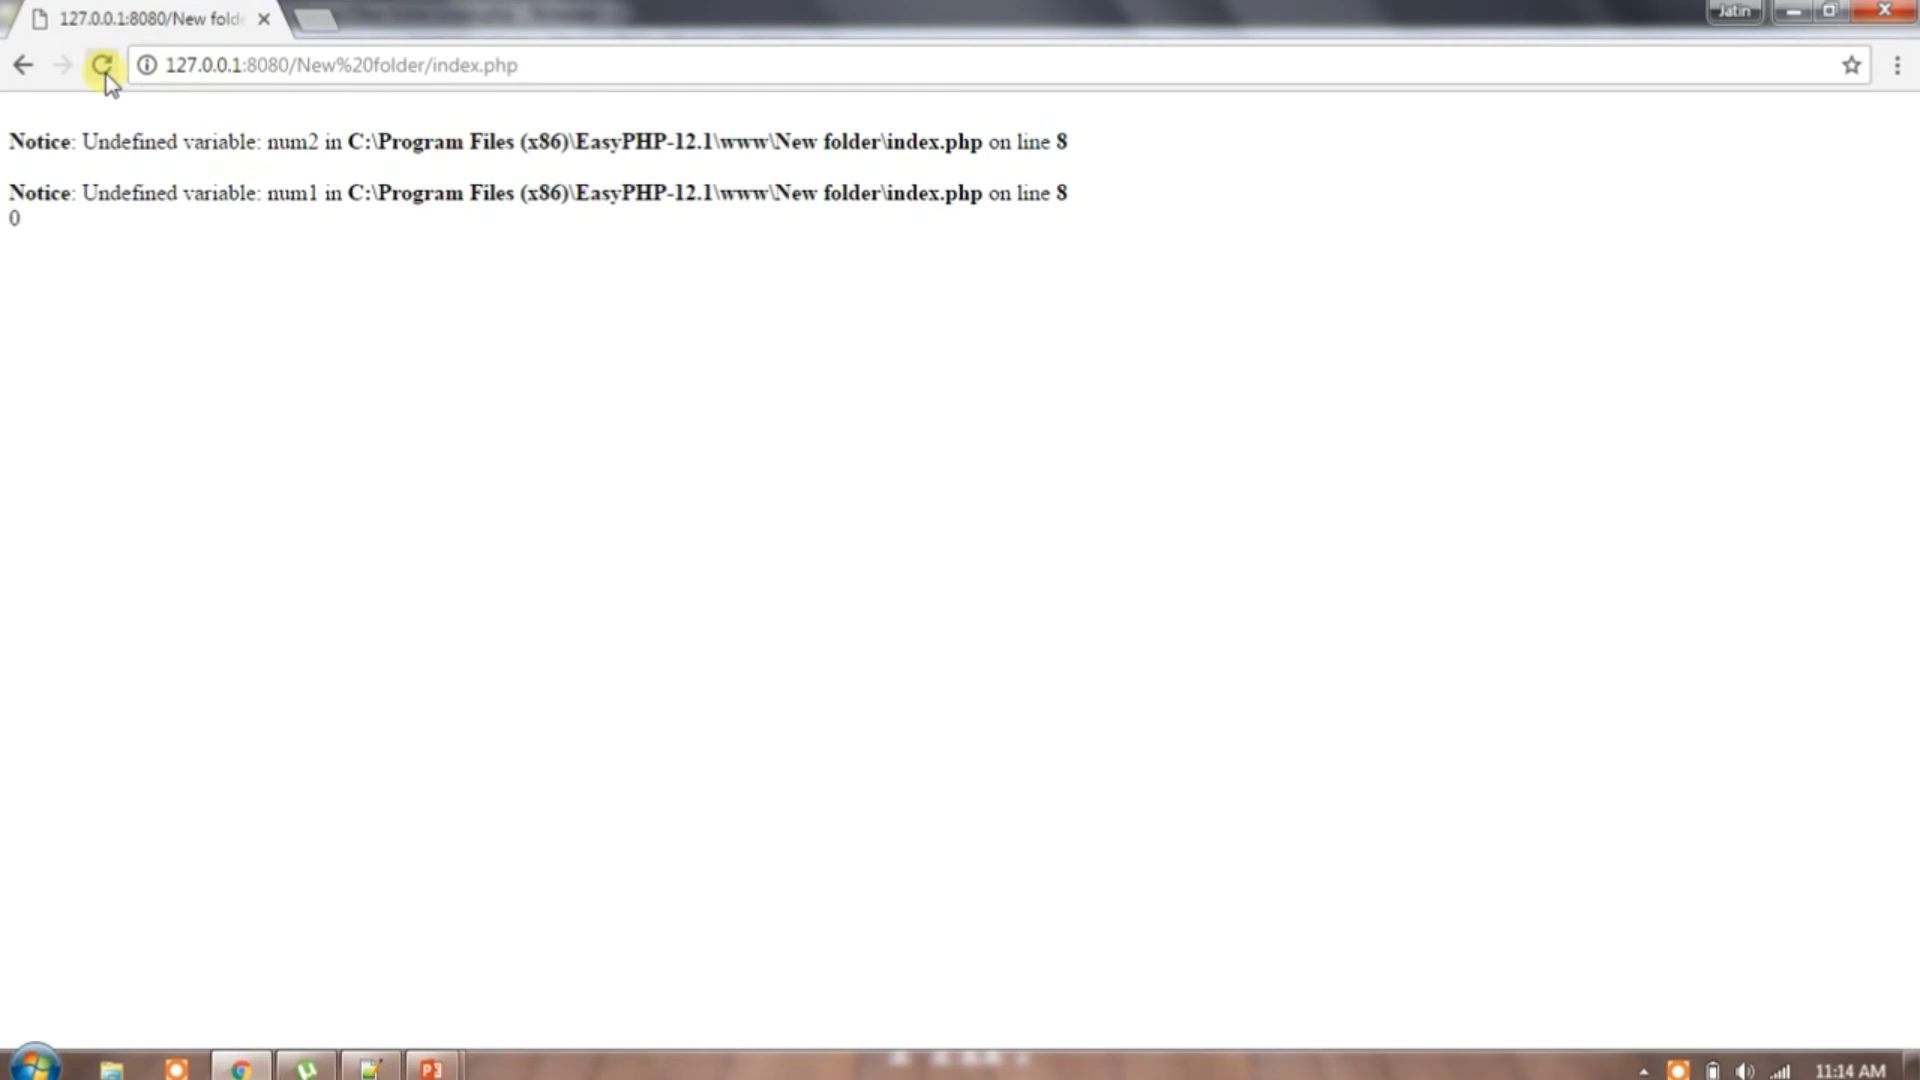 127.0.0.1:8080/New fold
Jatin
127.0.0.1:8080/New%20folder/index.php
Notice: Undefined variable: num2 in C:\Program Files (x86)\EasyPHP-12.1\www\New folder\index.php on line 8
Notice: Undefined variable: num1 in C:\Program Files (x86)\EasyPHP-12.1\www\New folder\index.php on line 8
0
11:14 AM